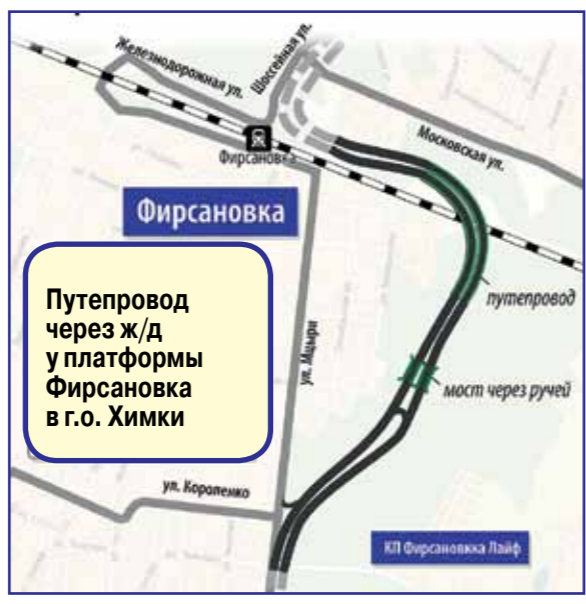 Железнодорожная ул.
Шоссейная ул.
Фирсановка
Московская ул.
Фирсановка
Путепровод
через ж/д
у платформы
Фирсановка
в г.о. Химки
путепровод
ул. Мцыри
мост через ручей
ул. Короленко
КП Фирсановкка Лайф